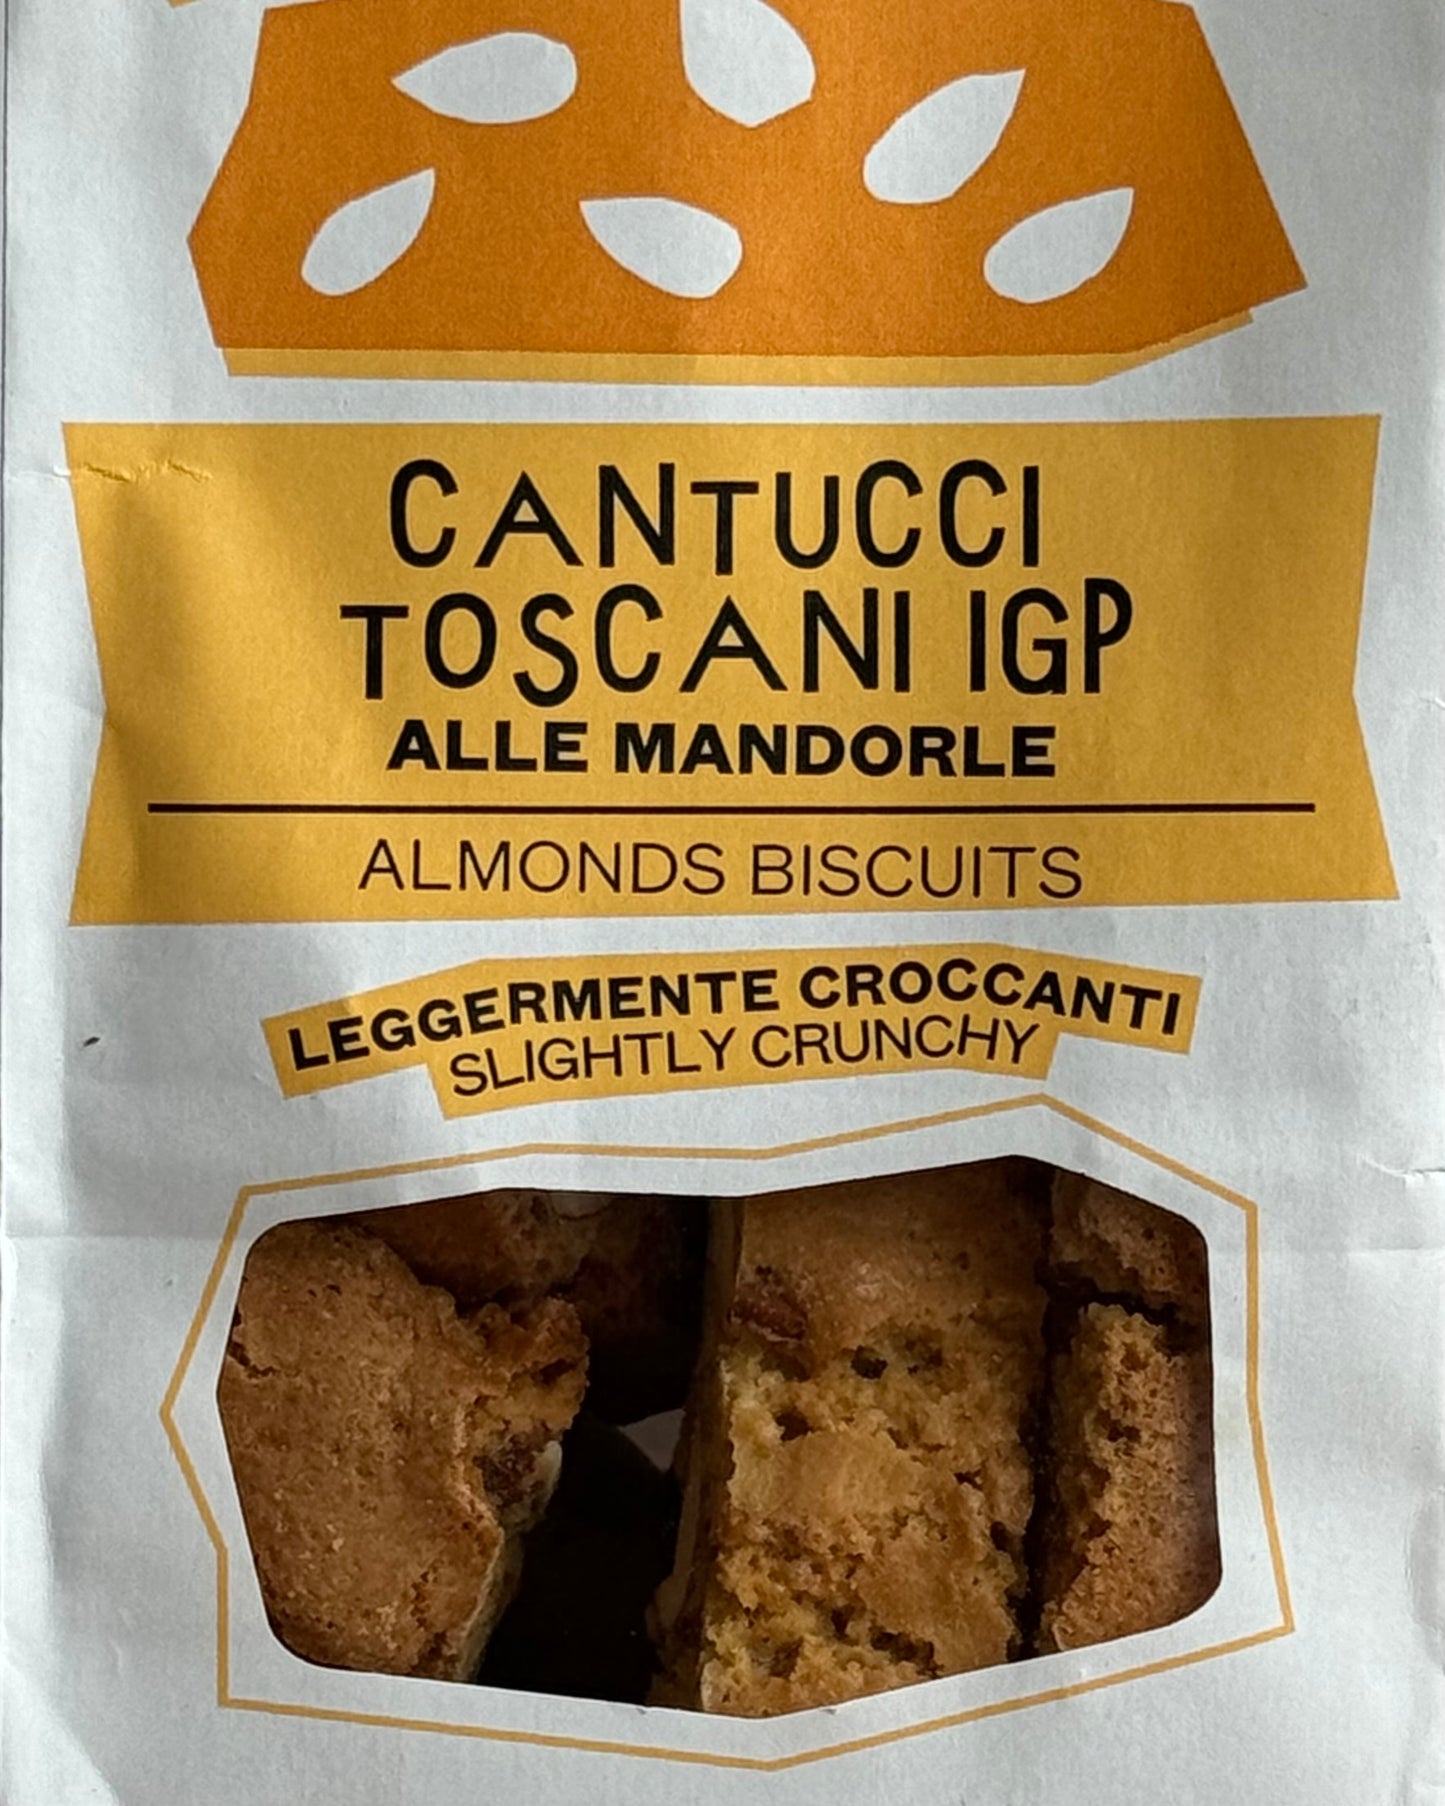 CANTUCCI
TOSCANI IGP
ALLE MANDORLE
ALMONDS BISCUITS
LEGGERMENTE CROCCANTI
SLIGHTLY CRUNCHY